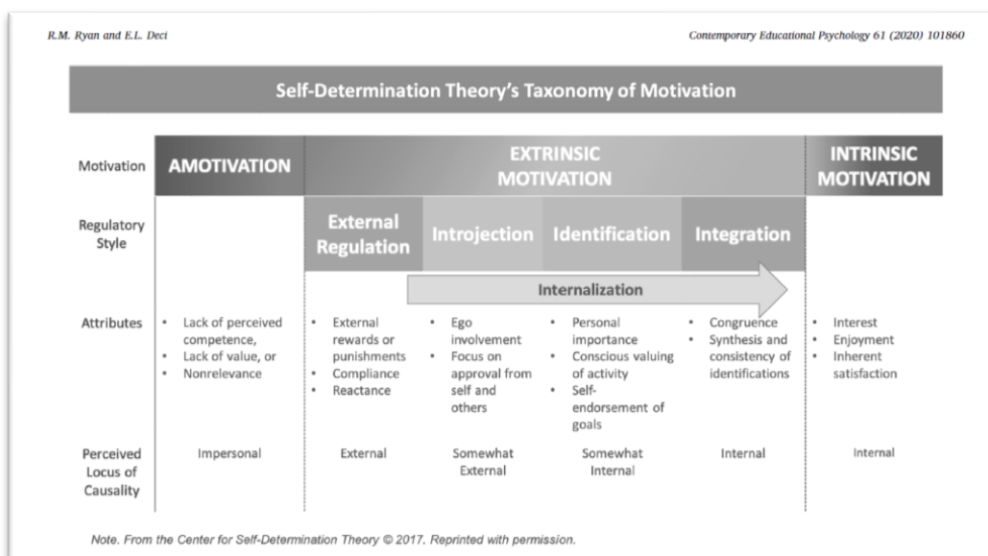 R.M. Ryan and E.L. Deci
Contemporary Educational Psychology 61 (2020) 101860
Self-Determination Theory's Taxonomy of Motivation
Motivation
AMOTIVATION
EXTRINSIC
MOTIVATION
INTRINSIC
MOTIVATION
Regulatory
Style
External
Regulation
Introjection
Identification
Integration
Internalization
Attributes
• Lack of perceived
competence,
• Lack of value, or
• Nonrelevance
• External
rewards or
punishments
• Compliance
• Reactance
• Ego
involvement
• Focus on
approval from
self and
others
• Personal
importance
• Conscious valuing
of activity
• Self-
endorsement of
goals
• Congruence
• Synthesis and
consistency of
identifications
• Interest
• Enjoyment
• Inherent
satisfaction
Perceived
Locus of
Causality
Impersonal
External
Somewhat
External
Somewhat
Internal
Internal
Internal
Note. From the Center for Self-Determination Theory © 2017. Reprinted with permission.